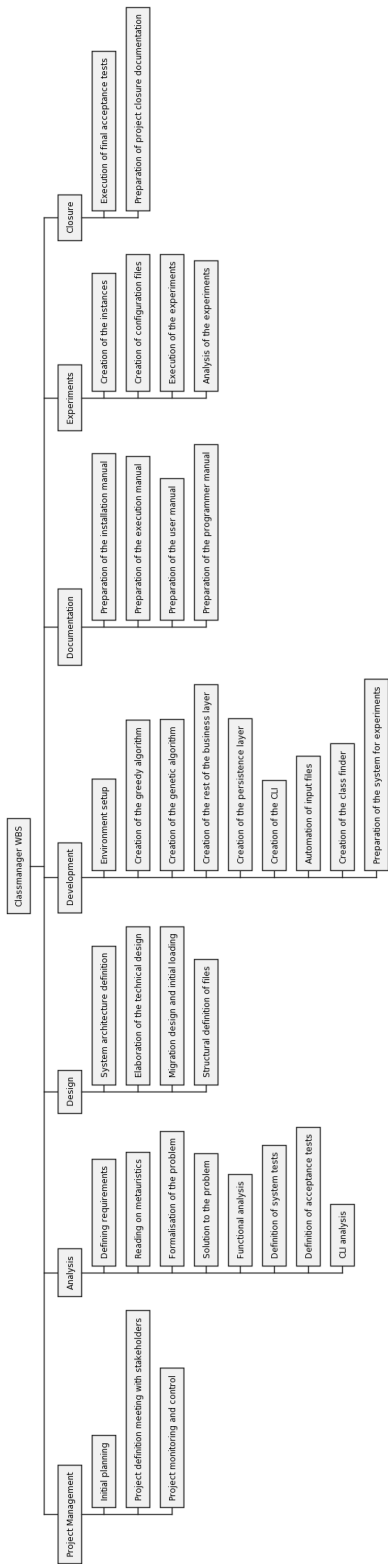 Classmanager WBS
Project Management
Initial planning
Project definition meeting with stakeholders
Project monitoring and control
Analysis
Defining requirements
Reading on metauristics
Formalisation of the problem
Solution to the problem
Functional analysis
Definition of system tests
Definition of acceptance tests
CLI analysis
Design
System architecture definition
Elaboration of the technical design
Migration design and initial loading
Structural definition of files
Development
Environment setup
Creation of the greedy algorithm
Creation of the genetic algorithm
Creation of the rest of the business layer
Creation of the persistence layer
Creation of the CLI
Automation of input files
Creation of the class finder
Preparation of the system for experiments
Documentation
Preparation of the installation manual
Preparation of the execution manual
Preparation of the user manual
Preparation of the programmer manual
Experiments
Creation of the instances
Creation of configuration files
Execution of the experiments
Analysis of the experiments
Closure
Execution of final acceptance tests
Preparation of project closure documentation